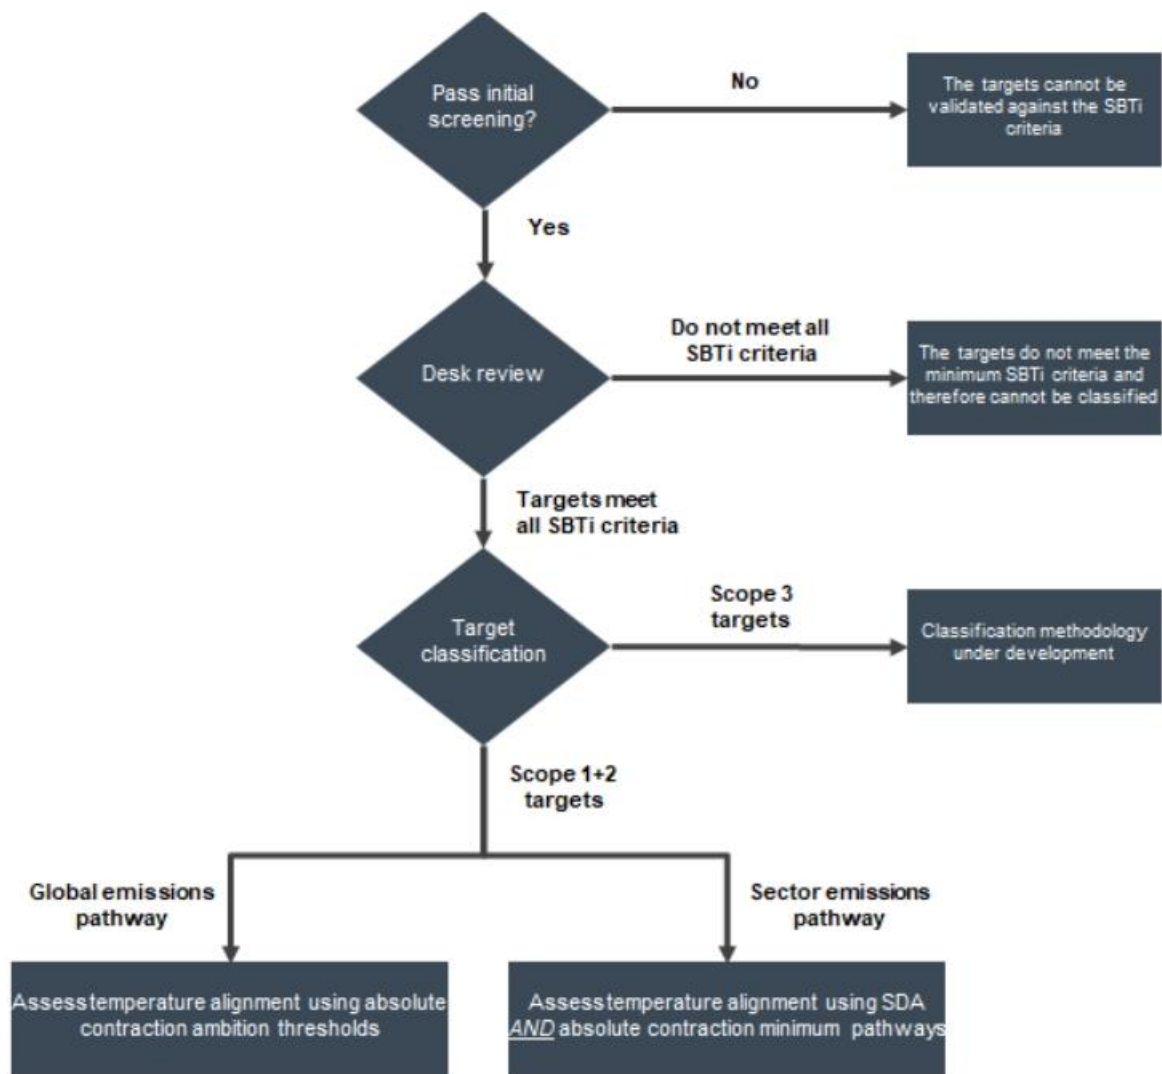 Pass initial
screening?
No
The targets cannot be
validated against the SBTi
criteria
Yes
Desk review
Do not meet all
SBTi criteria
The targets do not meet the
minimum SBTi criteria and
therefore cannot be classified
Targets meet
all SBTi criteria
Target
classification
Scope 3
targets
Classification methodology
under development
Scope 1+2
targets
Global emissions
pathway
Sector emissions
pathway
Assess temperature alignment using absolute
contraction ambition thresholds
Assess temperature alignment using SDA
AND absolute contraction minimum pathways